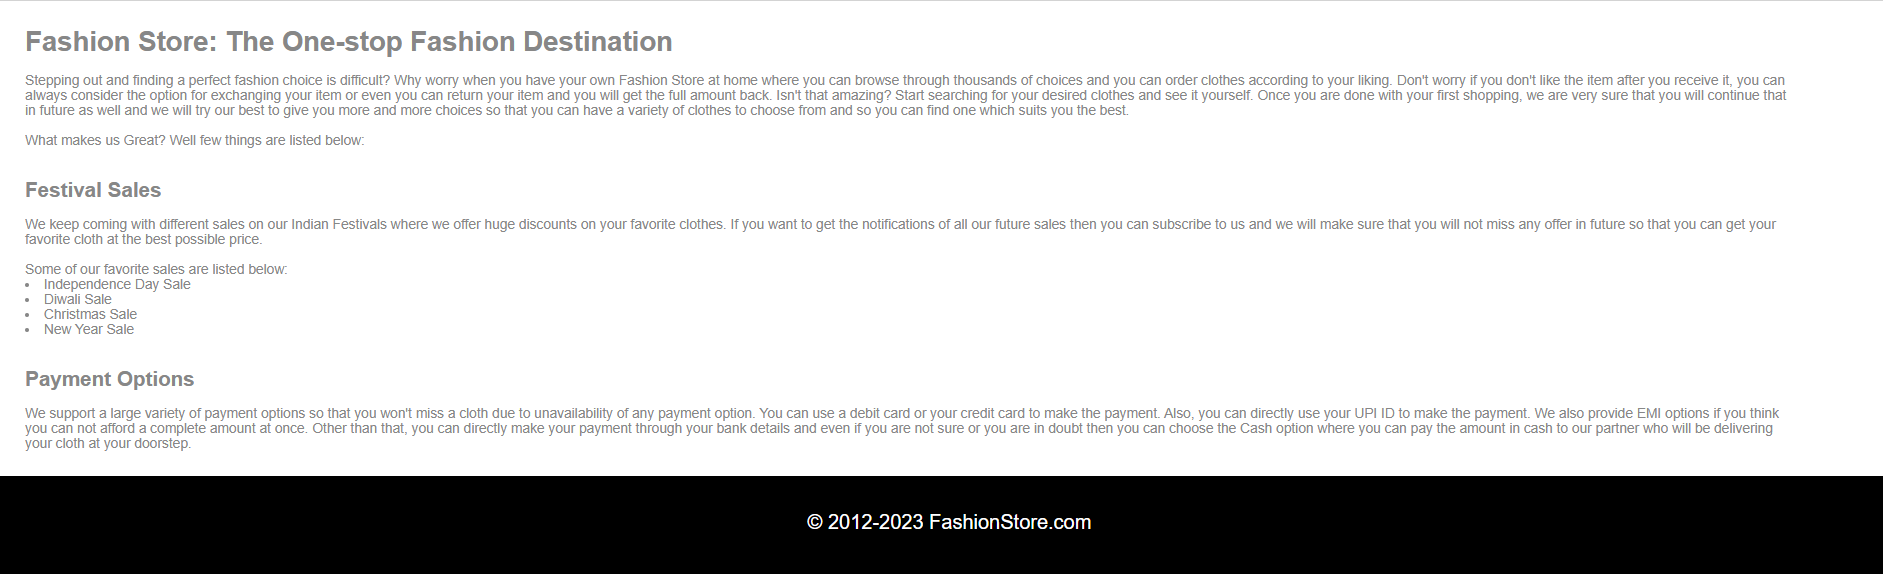 Fashion Store: The One-stop Fashion Destination
Stepping out and finding a perfect fashion choice is difficult? Why worry when you have your own Fashion Store at home where you can browse through thousands of choices and you can order clothes according to your liking. Don't worry if you don't like the item after you receive it, you can
always consider the option for exchanging your item or even you can return your item and you will get the full amount back. Isn't that amazing? Start searching for your desired clothes and see it yourself. Once you are done with your first shopping, we are very sure that you will continue that
in future as well and we will try our best to give you more and more choices so that you can have a variety of clothes to choose from and so you can find one which suits you the best.
What makes us Great? Well few things are listed below:
Festival Sales
We keep coming with different sales on our Indian Festivals where we offer huge discounts on your favorite clothes. If you want to get the notifications of all our future sales then you can subscribe to us and we will make sure that you will not miss any offer in future so that you can get your
favorite cloth at the best possible price.
Some of our favorite sales are listed below:
• Independence Day Sale
• Diwali Sale
• Christmas Sale
• New Year Sale
Payment Options
We support a large variety of payment options so that you won't miss a cloth due to unavailability of any payment option. You can use a debit card or your credit card to make the payment. Also, you can directly use your UPI ID to make the payment. We also provide EMI options if you think
you can not afford a complete amount at once. Other than that, you can directly make your payment through your bank details and even if you are not sure or you are in doubt then you can choose the Cash option where you can pay the amount in cash to our partner who will be delivering
your cloth at your doorstep.
© 2012-2023 FashionStore.com